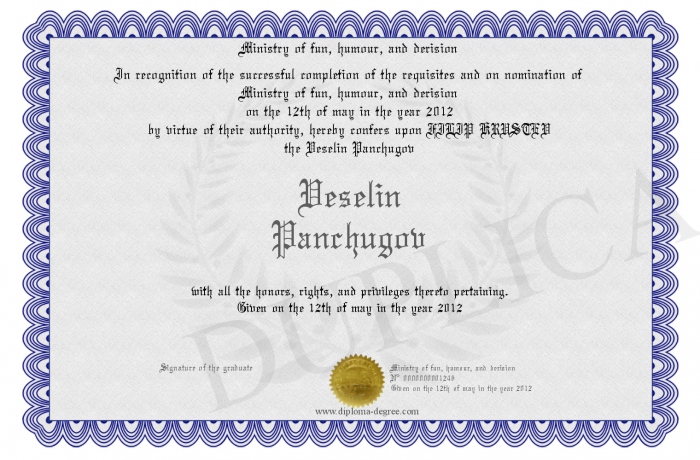 Ministry of fun, humour, and derision
In recognition of the successful completion of the requisites and on nomination of
Ministry of fun, humour, and derision
on the 12th of may in the year 2012
by virtue of their authority, hereby confers upon FILIP KRUSTEV
the Veselin Panchugov
Veselin
Panchugov
with all the honors, rights, and privileges thereto pertaining.
Given on the 12th of may in the year 2012
DUPLICA
Signature of the graduate
Ministry of fun, humour, and derision
N° 0000000001248
Given on the 12th of may in the year 2012
www.diploma-degree.com